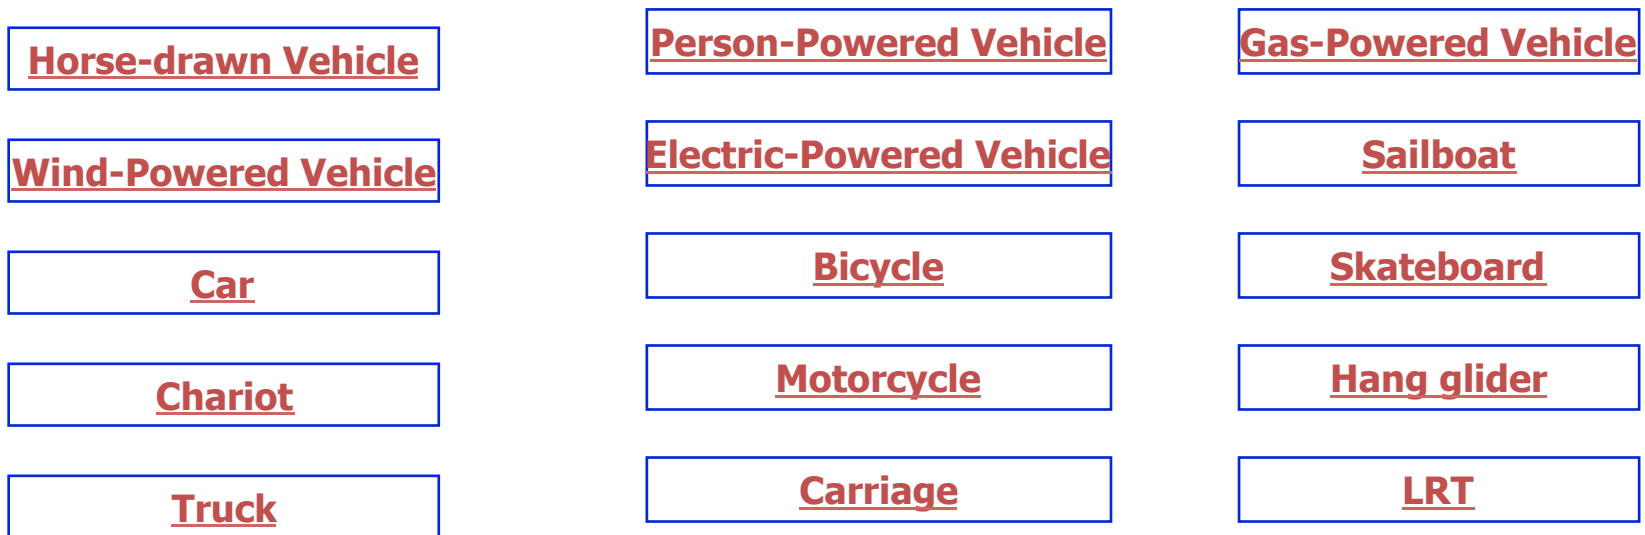 Horse-drawn Vehicle
Person-Powered Vehicle
Gas-Powered Vehicle
Wind-Powered Vehicle
Electric-Powered Vehicle
Sailboat
Car
Bicycle
Skateboard
Chariot
Motorcycle
Hang glider
Truck
Carriage
LRT